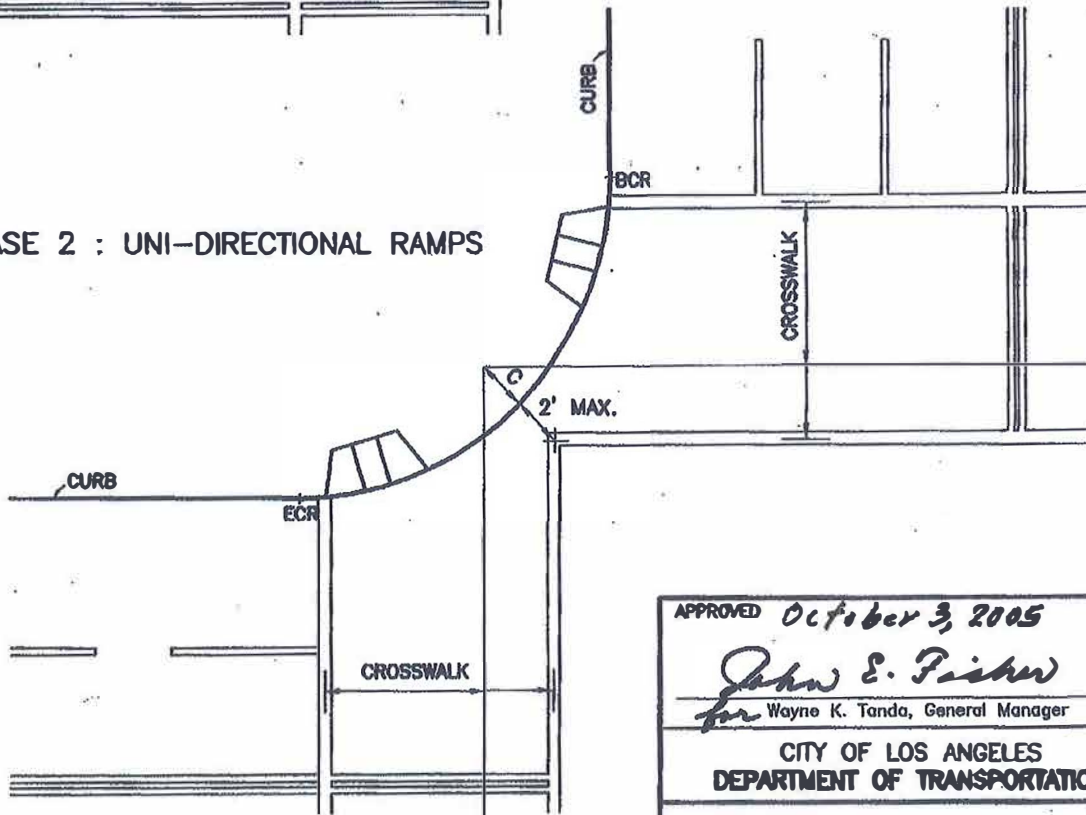 CURB
BCR
ASE 2 : UNI-DIRECTIONAL RAMPS
CROSSWALK
C
2' MAX.
CURB
ECR
CROSSWALK
APPROVED October 3, 2005
John E. Fisher
for Wayne K. Tanda, General Manager
CITY OF LOS ANGELES
DEPARTMENT OF TRANSPORTATIO